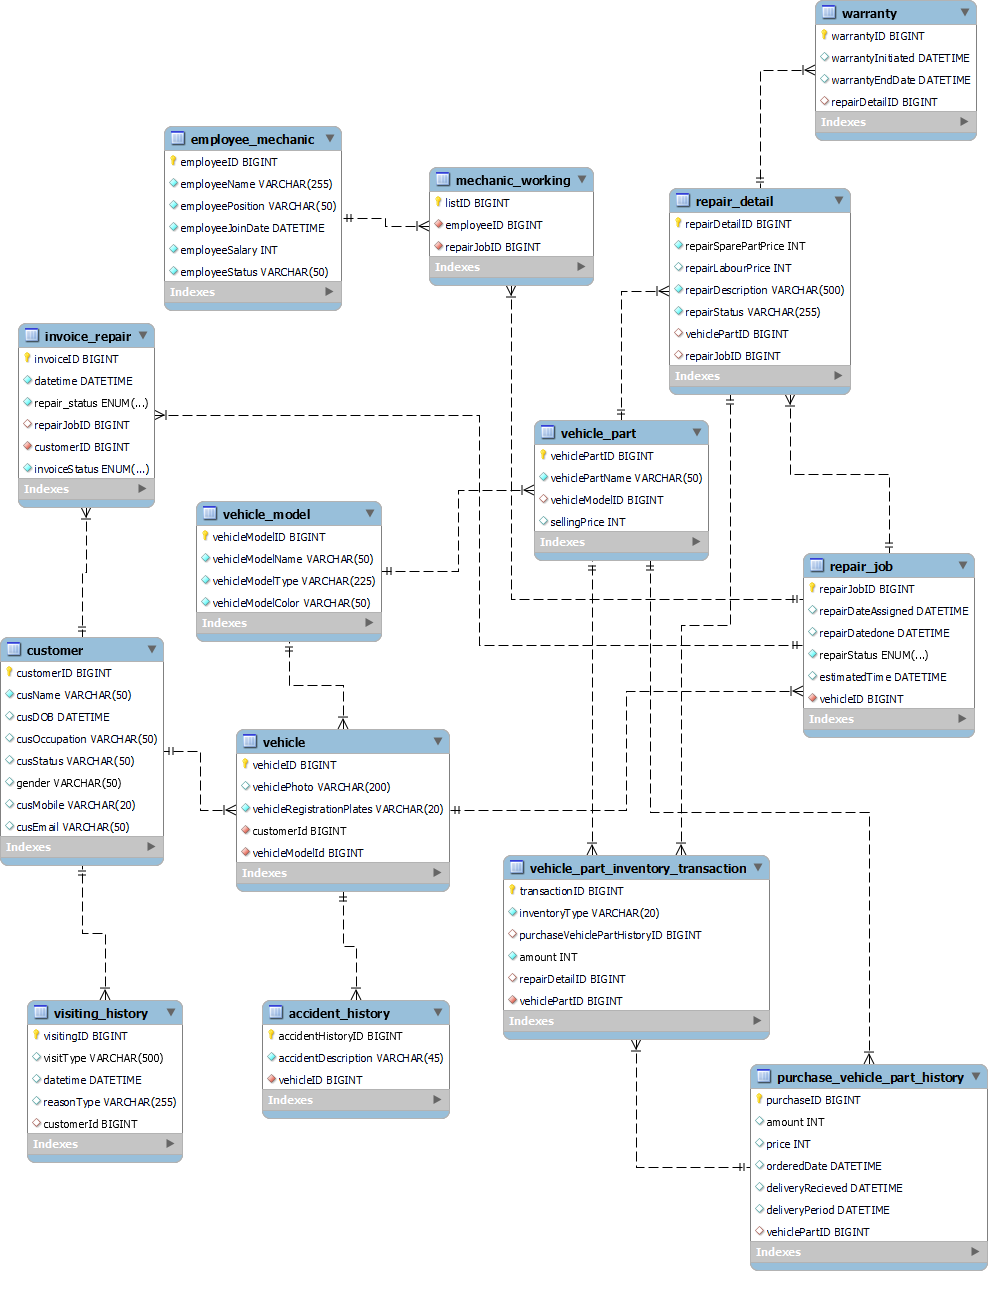 warranty
warrantyID BIGINT
warrantyInitiated DATETIME
warrantyEndDate DATETIME
repairDetailID BIGINT
Indexes
employee_mechanic
employeeID BIGINT
employeeName VARCHAR(255)
employeePosition VARCHAR(50)
employeeJoinDate DATETIME
employeeSalary INT
employeeStatus VARCHAR(50)
Indexes
mechanic_working
listID BIGINT
employeeID BIGINT
repairJobID BIGINT
Indexes
repair_detail
repairDetailID BIGINT
repairSparePartPrice INT
repairLabourPrice INT
repairDescription VARCHAR(500)
repairStatus VARCHAR(255)
vehiclePartID BIGINT
repairJobID BIGINT
Indexes
invoice_repair
invoiceID BIGINT
datetime DATETIME
repair_status ENUM(...)
repairJobID BIGINT
customerID BIGINT
invoiceStatus ENUM(...)
Indexes
vehicle_part
vehiclePartID BIGINT
vehiclePartName VARCHAR(50)
vehicleModelID BIGINT
sellingPrice INT
Indexes
vehicle_model
vehicleModelID BIGINT
vehicleModelName VARCHAR(50)
vehicleModelType VARCHAR(225)
vehicleModelColor VARCHAR(50)
Indexes
repair_job
repairJobID BIGINT
repairDateAssigned DATETIME
repairDatedone DATETIME
repairStatus ENUM(...)
estimatedTime DATETIME
vehicleID BIGINT
Indexes
customer
customerID BIGINT
cusName VARCHAR(50)
cusDOB DATETIME
cusOccupation VARCHAR(50)
cusStatus VARCHAR(50)
gender VARCHAR(50)
cusMobile VARCHAR(20)
cusEmail VARCHAR(50)
Indexes
vehicle
vehicleID BIGINT
vehiclePhoto VARCHAR(200)
vehicleRegistrationPlates VARCHAR(20)
customerId BIGINT
vehicleModelId BIGINT
Indexes
vehicle_part_inventory_transaction
transactionID BIGINT
inventoryType VARCHAR(20)
purchaseVehiclePartHistoryID BIGINT
amount INT
repairDetailID BIGINT
vehiclePartID BIGINT
Indexes
visiting_history
visitingID BIGINT
visitType VARCHAR(500)
datetime DATETIME
reasonType VARCHAR(255)
customerId BIGINT
Indexes
accident_history
accidentHistoryID BIGINT
accidentDescription VARCHAR(45)
vehicleID BIGINT
Indexes
purchase_vehicle_part_history
purchaseID BIGINT
amount INT
price INT
orderedDate DATETIME
deliveryRecieved DATETIME
deliveryPeriod DATETIME
vehiclePartID BIGINT
Indexes